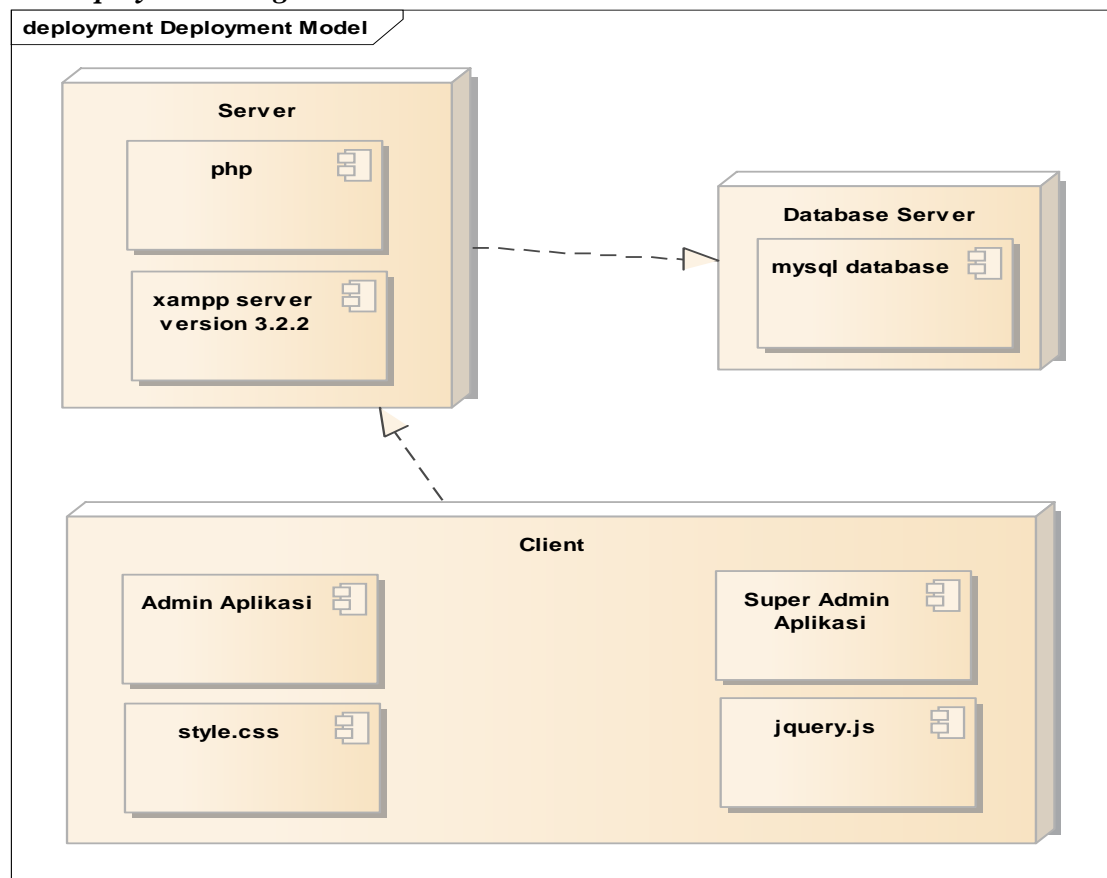 deployment Deployment Model
Server
php
xampp server
version 3.2.2
Database Server
mysql database
Client
Admin Aplikasi
Super Admin
Aplikasi
style.css
jquery.js